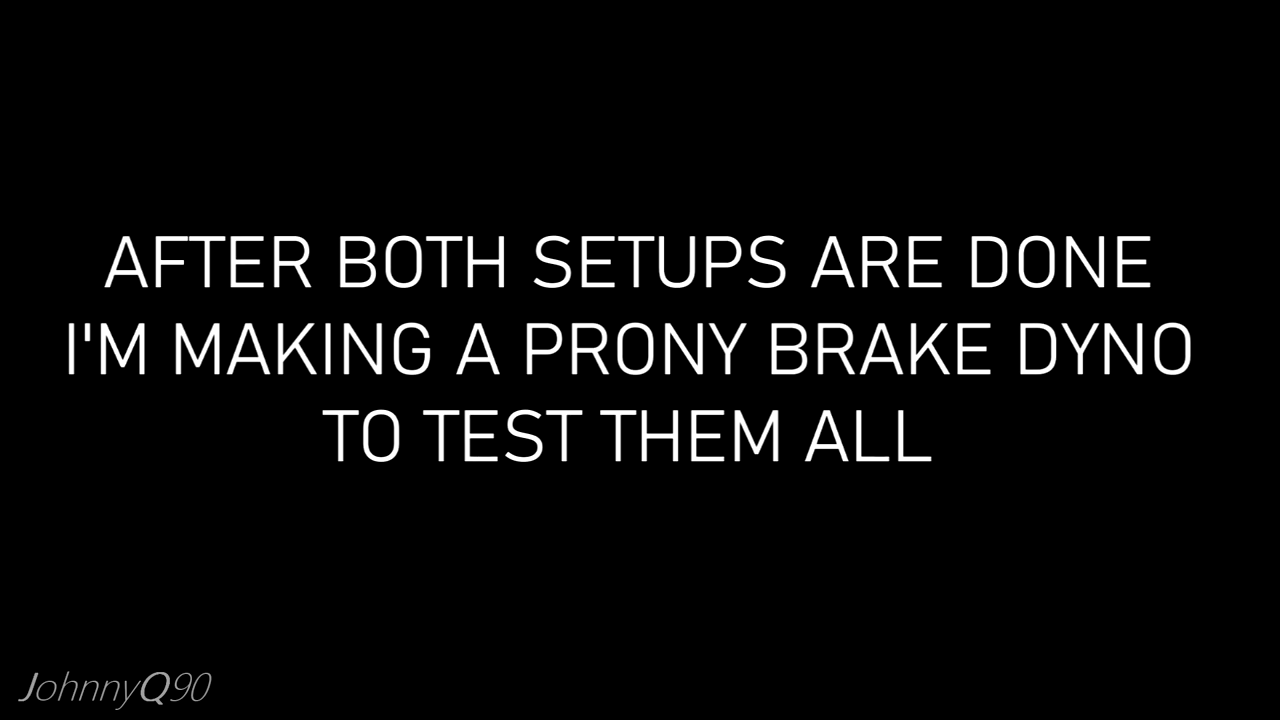 AFTER BOTH SETUPS ARE DONE
I'M MAKING A PRONY BRAKE DYNO
TO TEST THEM ALL
JohnnyQ90